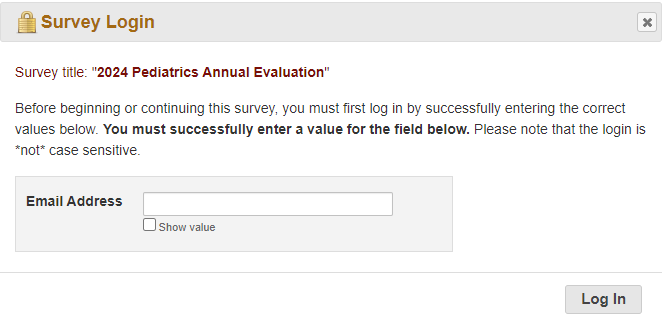 Survey Login
Survey title: "2024 Pediatrics Annual Evaluation"
Before beginning or continuing this survey, you must first log in by successfully entering the correct
values below. You must successfully enter a value for the field below. Please note that the login is
*not* case sensitive.
Email Address
Show value
Log In